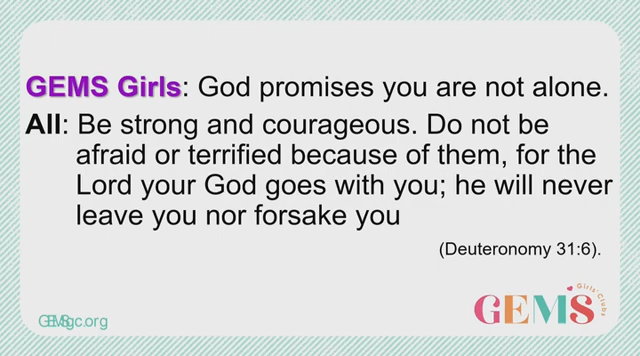 GEMS Girls: God promises you are not alone.
All: Be strong and courageous. Do not be
afraid or terrified because of them, for the
Lord your God goes with you; he will never
leave you nor forsake you
(Deuteronomy 31:6).
GEMSgc.org
GEMS
Girls' Clubs